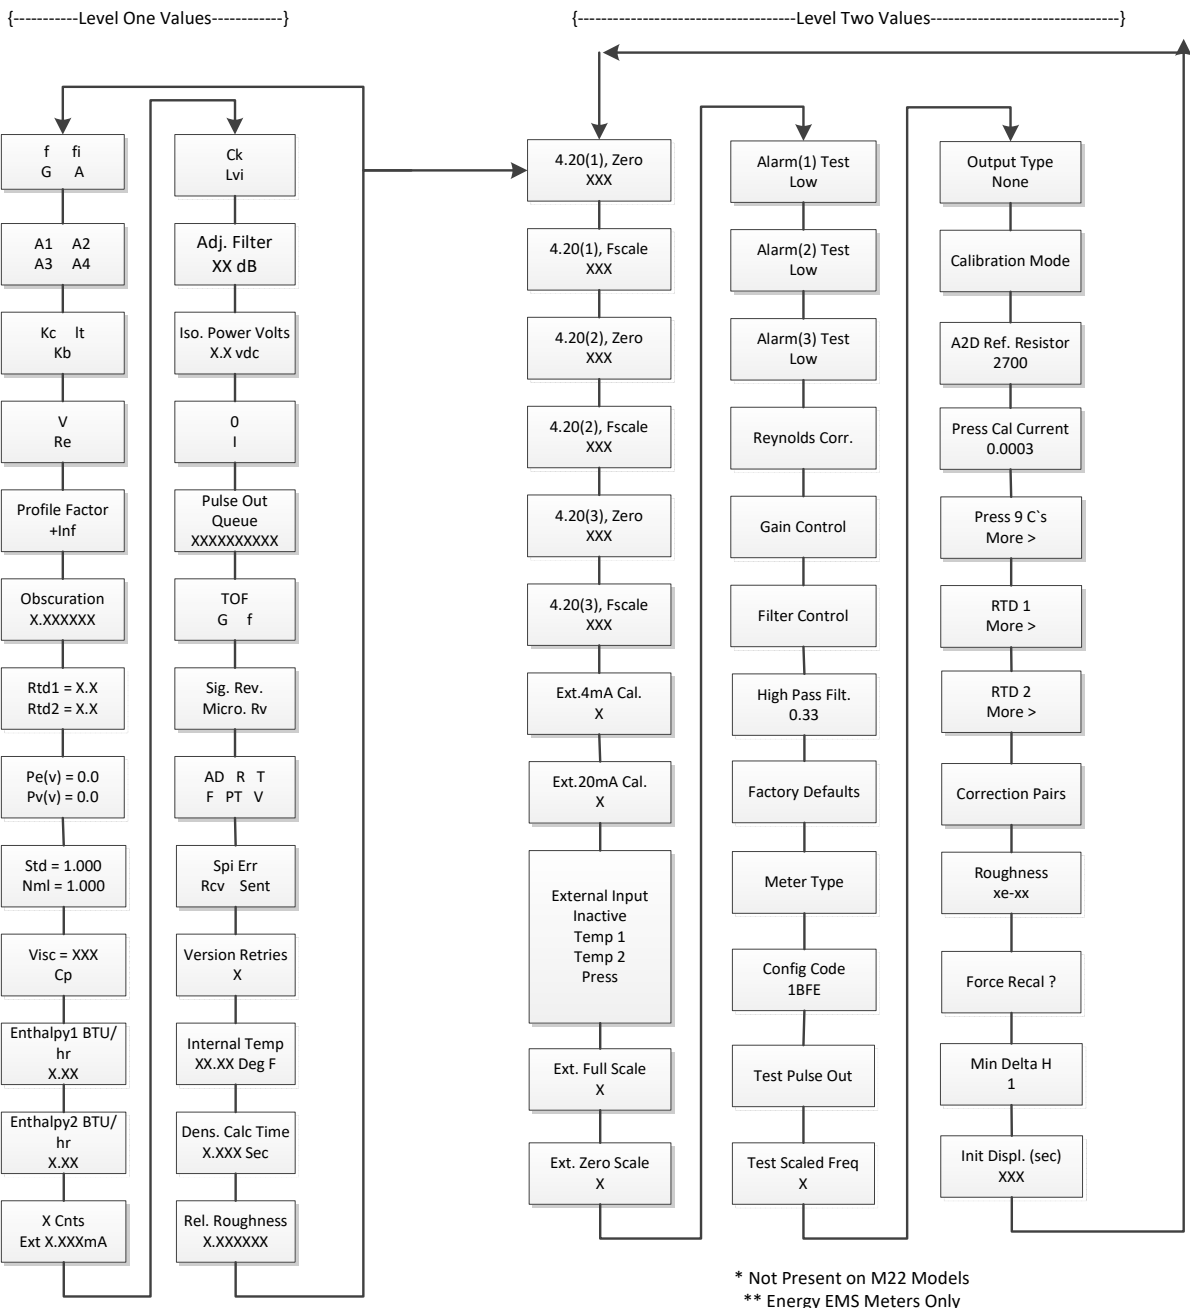 {-----------Level One Values------------}
{-------------------------------------Level Two Values--------------------------------}
f fi
G A
A1 A2
A3 A4
Kc It
Kb
V
Re
Profile Factor
+Inf
Obscuration
X.XXXXXX
Rtd1 = X.X
Rtd2 = X.X
Pe(v) = 0.0
Pv(v) = 0.0
Std = 1.000
Nml = 1.000
Visc = XXX
Cp
Enthalpy1 BTU/
hr
X.XX
Enthalpy2 BTU/
hr
X.XX
X Cnts
Ext X.XXXmA
Ck
Lvi
Adj. Filter
XX dB
Iso. Power Volts
X.X vdc
0
I
Pulse Out
Queue
XXXXXXXXXX
TOF
G f
Sig. Rev.
Micro. Rv
AD R T
F PT V
Spi Err
Rcv Sent
Version Retries
X
Internal Temp
XX.XX Deg F
Dens. Calc Time
X.XXX Sec
Rel. Roughness
X.XXXXXX
4.20(1), Zero
XXX
4.20(1), Fscale
XXX
4.20(2), Zero
XXX
4.20(2), Fscale
XXX
4.20(3), Zero
XXX
4.20(3), Fscale
XXX
Ext.4mA Cal.
X
Ext.20mA Cal.
X
External Input
Inactive
Temp 1
Temp 2
Press
Ext. Full Scale
X
Ext. Zero Scale
X
Alarm(1) Test
Low
Alarm(2) Test
Low
Alarm(3) Test
Low
Reynolds Corr.
Gain Control
Filter Control
High Pass Filt.
0.33
Factory Defaults
Meter Type
Config Code
1BFE
Test Pulse Out
Test Scaled Freq
X
Output Type
None
Calibration Mode
A2D Ref. Resistor
2700
Press Cal Current
0.0003
Press 9 C`s
More >
RTD 1
More >
RTD 2
More >
Correction Pairs
Roughness
xe-xx
Force Recal ?
Min Delta H
1
Init Displ. (sec)
XXX
* Not Present on M22 Models
** Energy EMS Meters Only